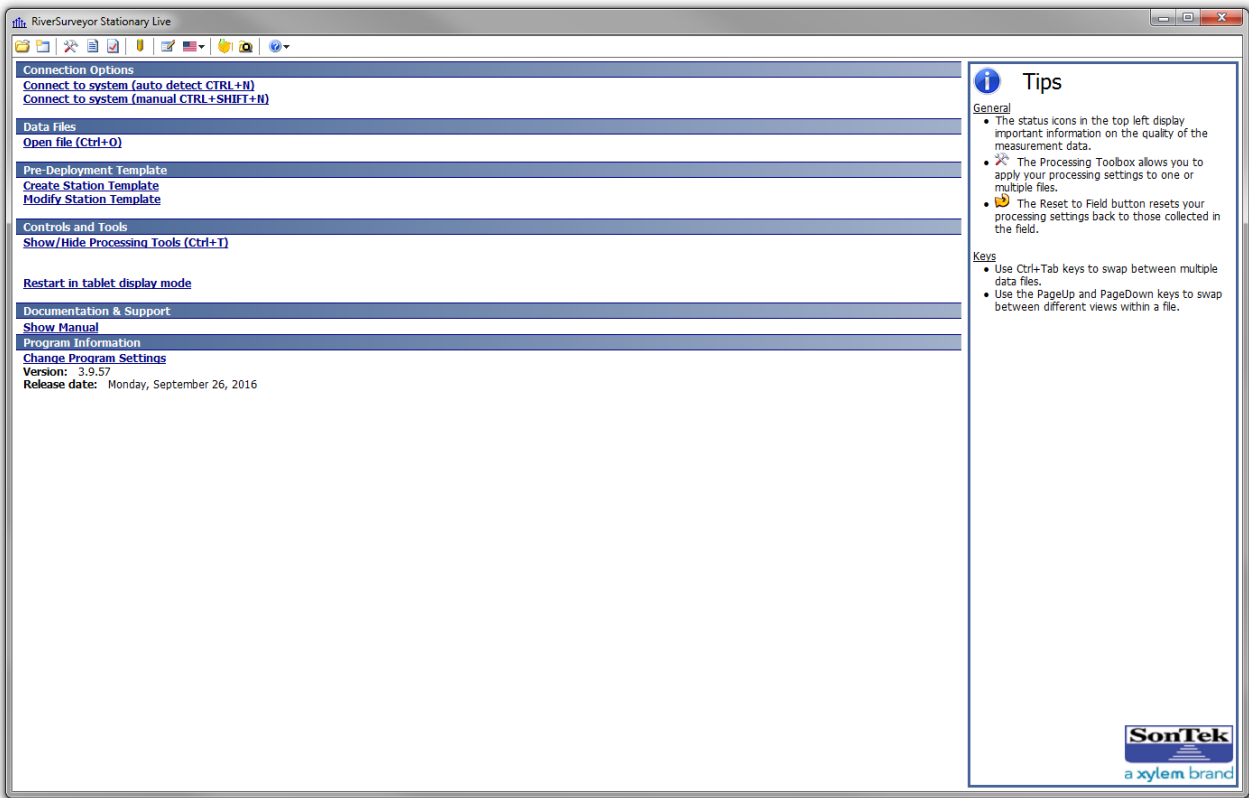 RiverSurveyor Stationary Live
Connection Options
Connect to system (auto detect CTRL+N)
Connect to system (manual CTRL+SHIFT+N)
Data Files
Open file (Ctrl+O)
Pre-Deployment Template
Create Station Template
Modify Station Template
Controls and Tools
Show/Hide Processing Tools (Ctrl+T)
Restart in tablet display mode
Documentation & Support
Show Manual
Program Information
Change Program Settings
Version: 3.9.57
Release date: Monday, September 26, 2016
Tips
General
• The status icons in the top left display
important information on the quality of the
measurement data.
• The Processing Toolbox allows you to
apply your processing settings to one or
multiple files.
• The Reset to Field button resets your
processing settings back to those collected in
the field.
Keys
• Use Ctrl+Tab keys to swap between multiple
data files.
• Use the PageUp and PageDown keys to swap
between different views within a file.
SonTek
a xylem brand